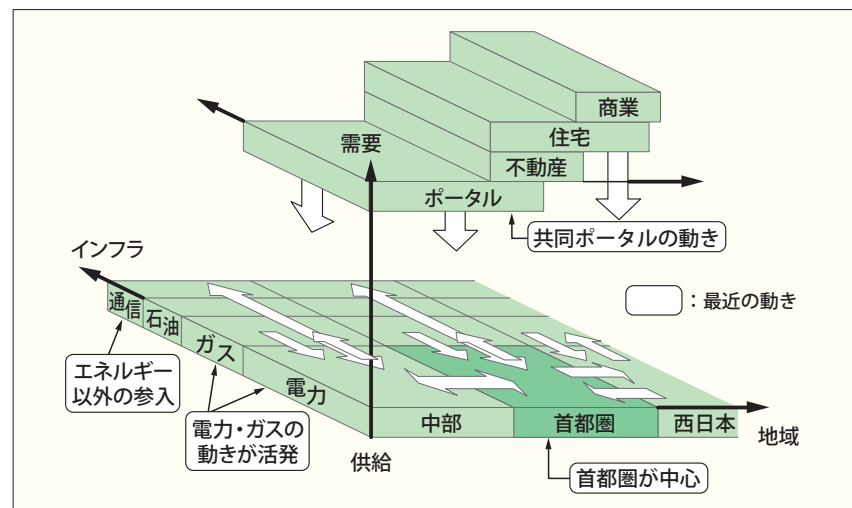 商業
住宅
需要
不動産
ポータル
共同ポータルの動き
インフラ
通信
石油
ガス
電力
：最近の動き
エネルギー
以外の参入
電力・ガスの
動きが活発
中部
首都圏
西日本
地域
供給
首都圏が中心